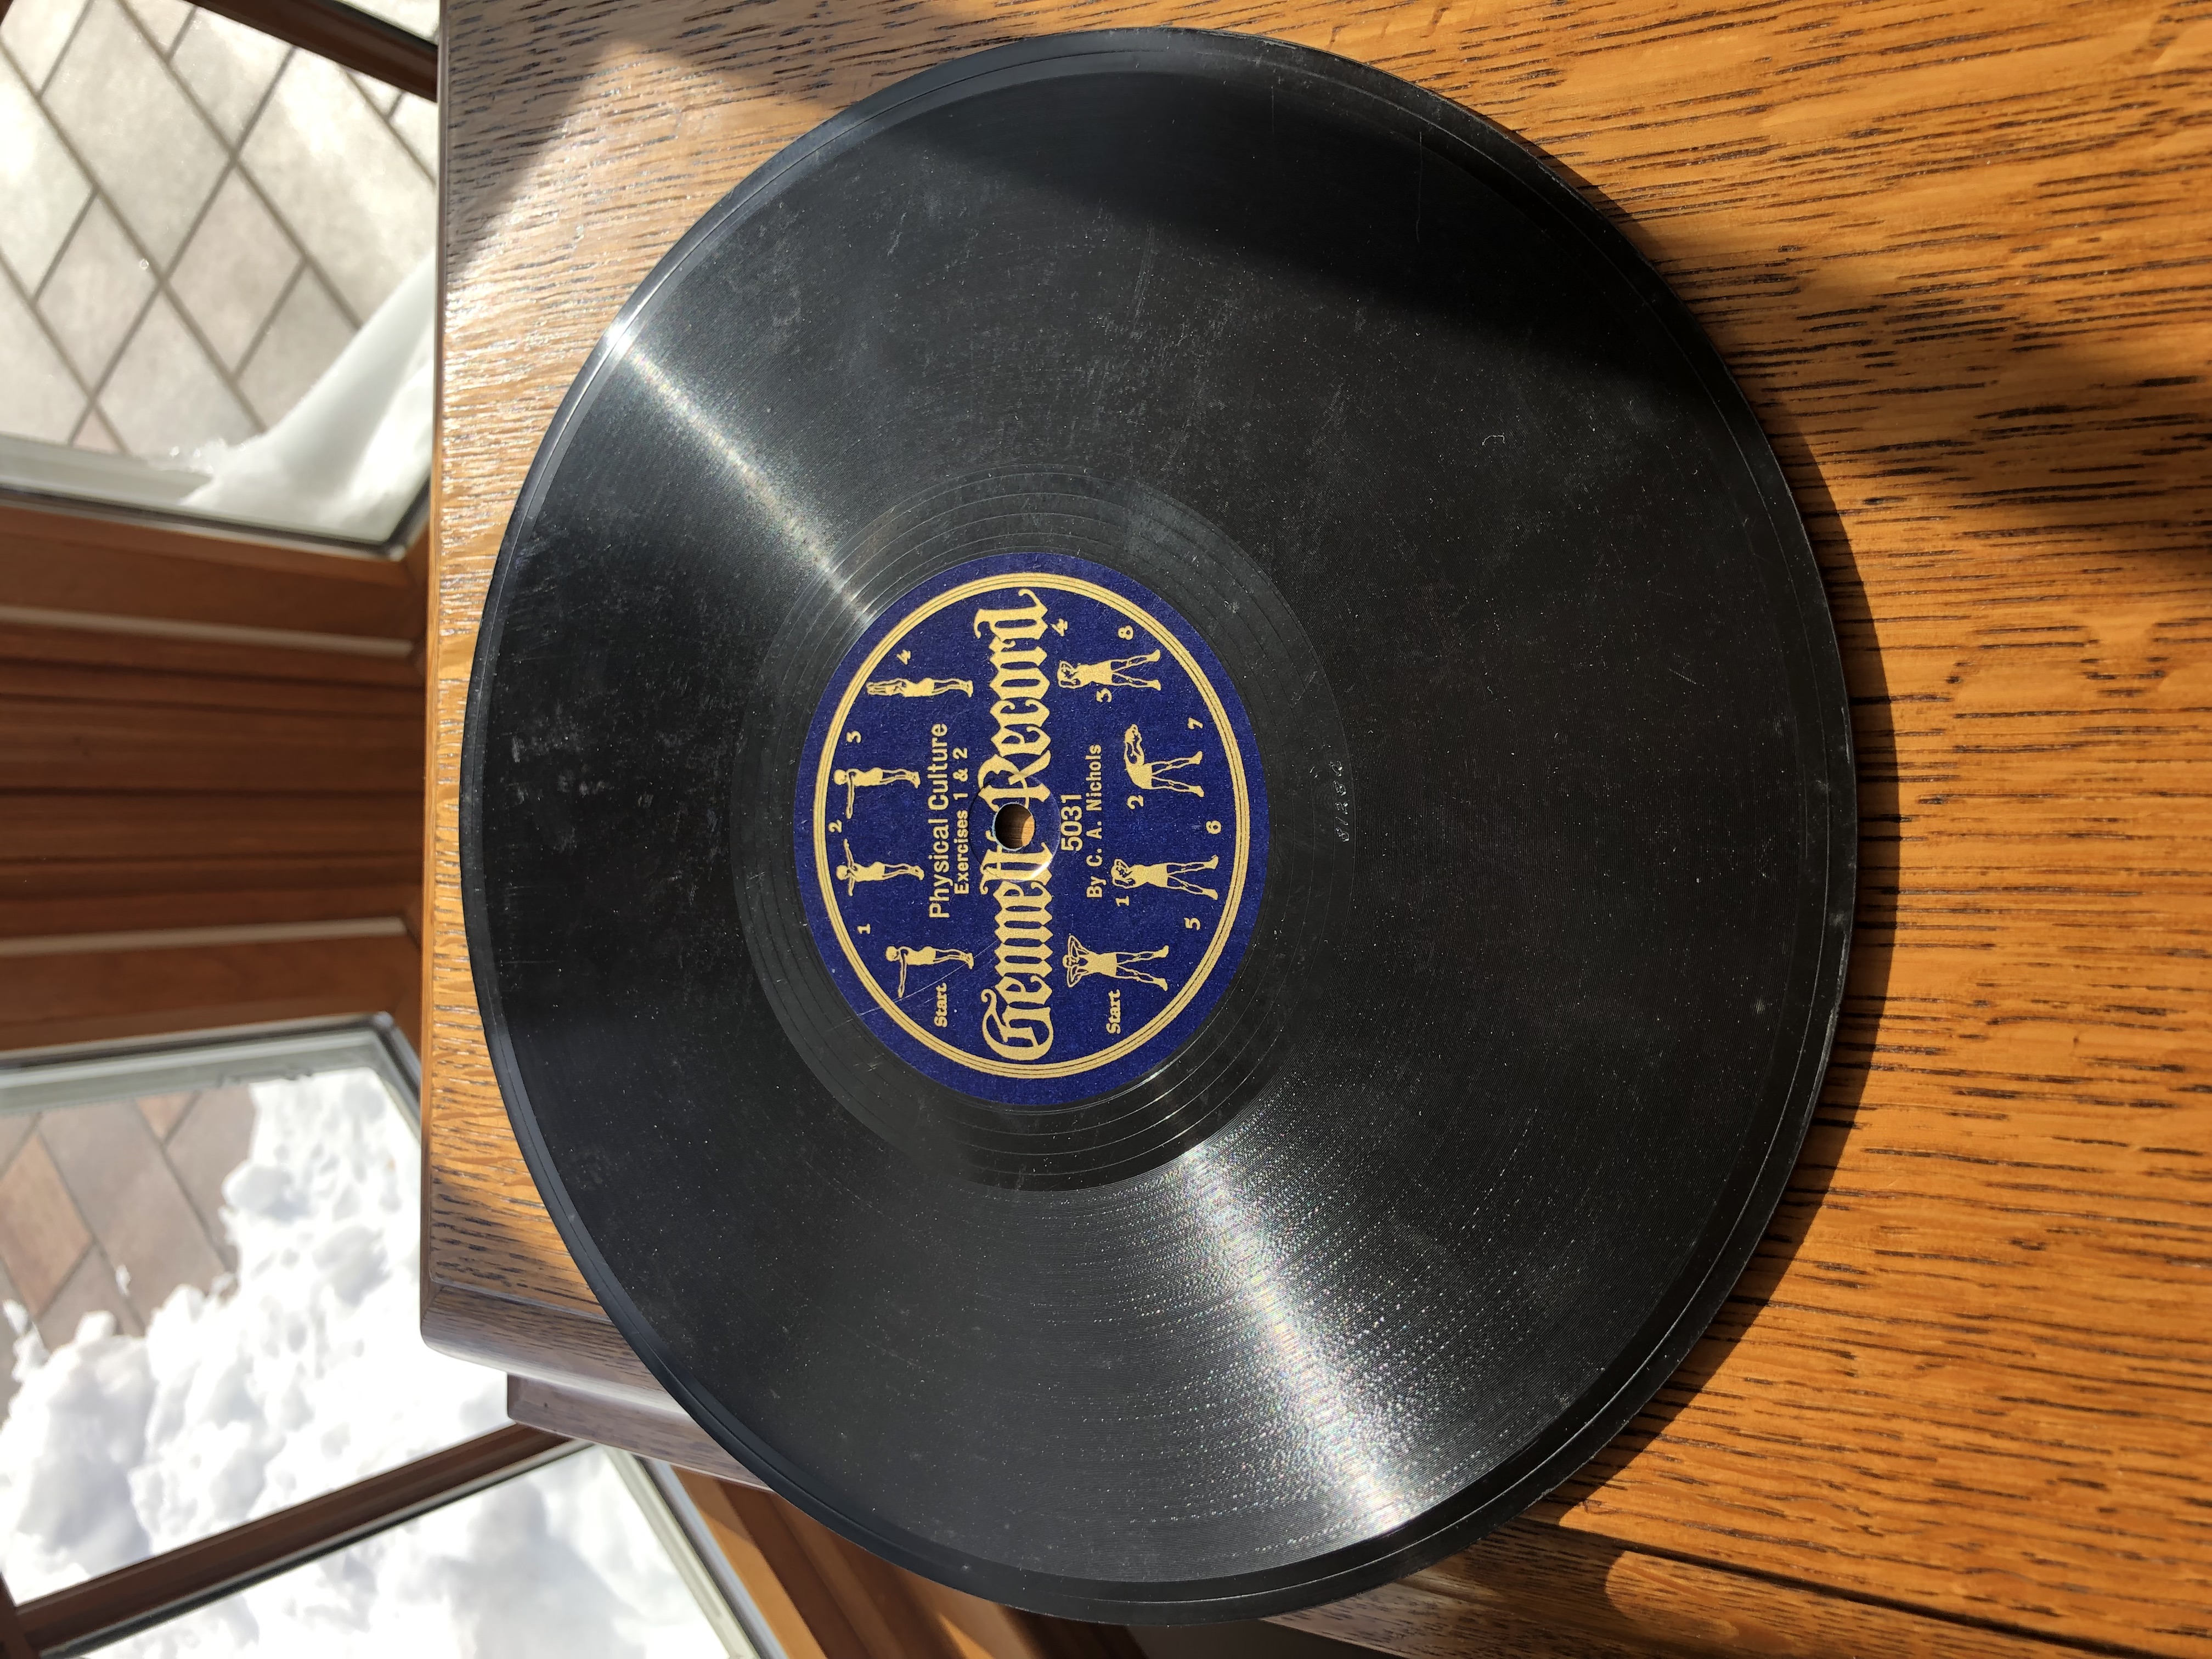 1 2 3 4
Start
Physical Culture
Exercises 1 & 2
Gennett Record
5031
By C. A. Nichols
Start
1 2 3 4
5 6 7 8